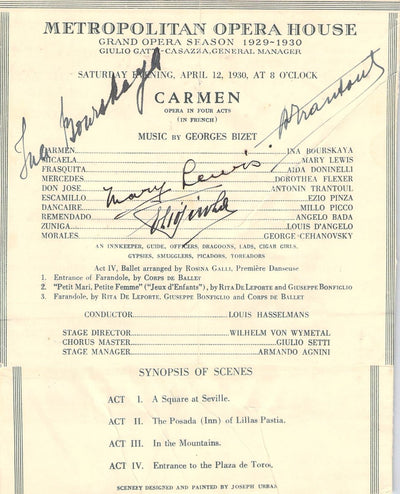 METROPOLITAN OPERA HOUSE
GRAND OPERA SEASON 1929-1930
GIULIO GATTI-CASAZZA, GENERAL MANAGER
SATURDAY EVENING, APRIL 12, 1930, AT 8 O'CLOCK
CARMEN
OPERA IN FOUR ACTS
(IN FRENCH)
MUSIC BY GEORGES BIZET
Ina Bourskaya
ATrantoul
CARMEN INA BOURSKAYA
MICAELA MARY LEWIS
FRASQUITA AIDA DONINELLI
MERCEDES DOROTHEA FLEXER
DON JOSE ANTONIN TRANTOUL
ESCAMILLO EZIO PINZA
DANCAIRE MILLO PICCO
REMENDADO ANGELO BADA
ZUNIGA LOUIS D'ANGELO
MORALES GEORGE CEHANOVSKY
Mary Lewis
AN INNKEEPER, GUIDE, OFFICERS, DRAGOONS, LADS, CIGAR GIRLS,
GYPSIES, SMUGGLERS, PICADORS, TOREADORS
Act IV, Ballet arranged by ROSINA GALLI, Première Danseuse
1. Entrance of Farandole, by CORPS DE BALLET
2. "Petit Mari, Petite Femme" ("Jeux d'Enfants"), by RITA DE LEPORTE and GIUSEPPE BONFIGLIO
3. Farandole, by RITA DE LEPORTE, GIUSEPPE BONFIGLIO and CORPS DE BALLET
CONDUCTOR LOUIS HASSELMANS
STAGE DIRECTOR WILHELM VON WYMETAL
CHORUS MASTER GIULIO SETTI
STAGE MANAGER ARMANDO AGNINI
SYNOPSIS OF SCENES
ACT I. A Square at Seville.
ACT II. The Posada (Inn) of Lillas Pastia.
ACT III. In the Mountains.
ACT IV. Entrance to the Plaza de Toros.
SCENERY DESIGNED AND PAINTED BY JOSEPH URBAN